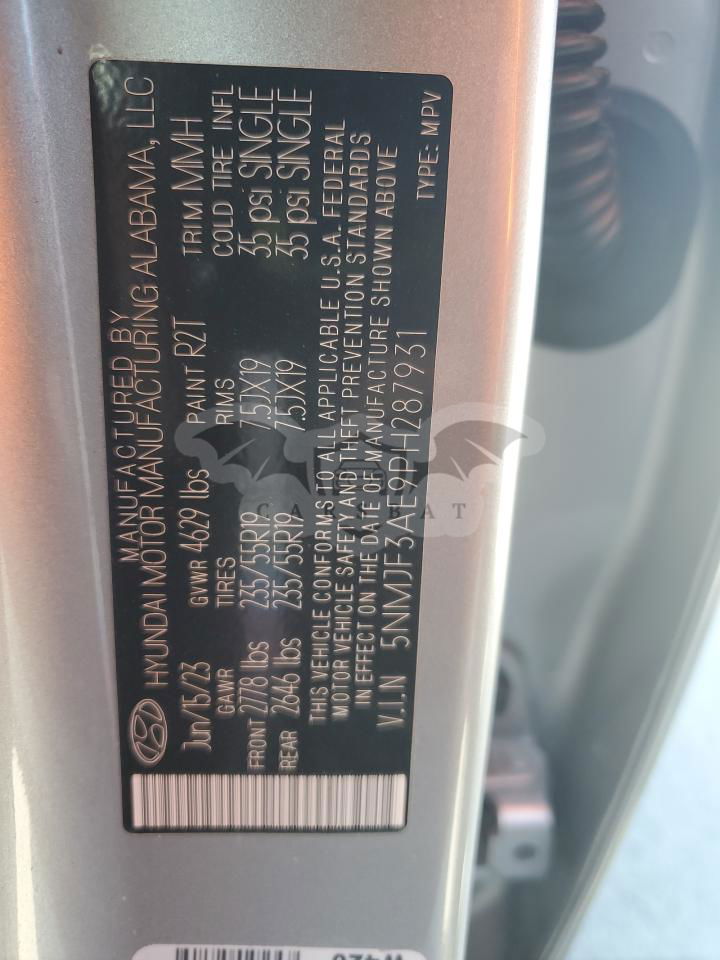 MANUFACTURED BY
HYUNDAI MOTOR MANUFACTURING ALABAMA, LLC
Jun/15/23 GVWR 4629 lbs PAINT R2T TRIM MMH
GAWR TIRES RIMS COLD TIRE INFL
FRONT 2778 lbs 235/55R19 7.5JX19 35 psi SINGLE
REAR 2646 lbs 235/55R19 7.5JX19 35 psi SINGLE
THIS VEHICLE CONFORMS TO ALL APPLICABLE U.S.A. FEDERAL
MOTOR VEHICLE SAFETY AND THEFT PREVENTION STANDARDS
IN EFFECT ON THE DATE OF MANUFACTURE SHOWN ABOVE
V.I.N 5NMJF3AE9PH287931 TYPE: MPV
CARSBAT